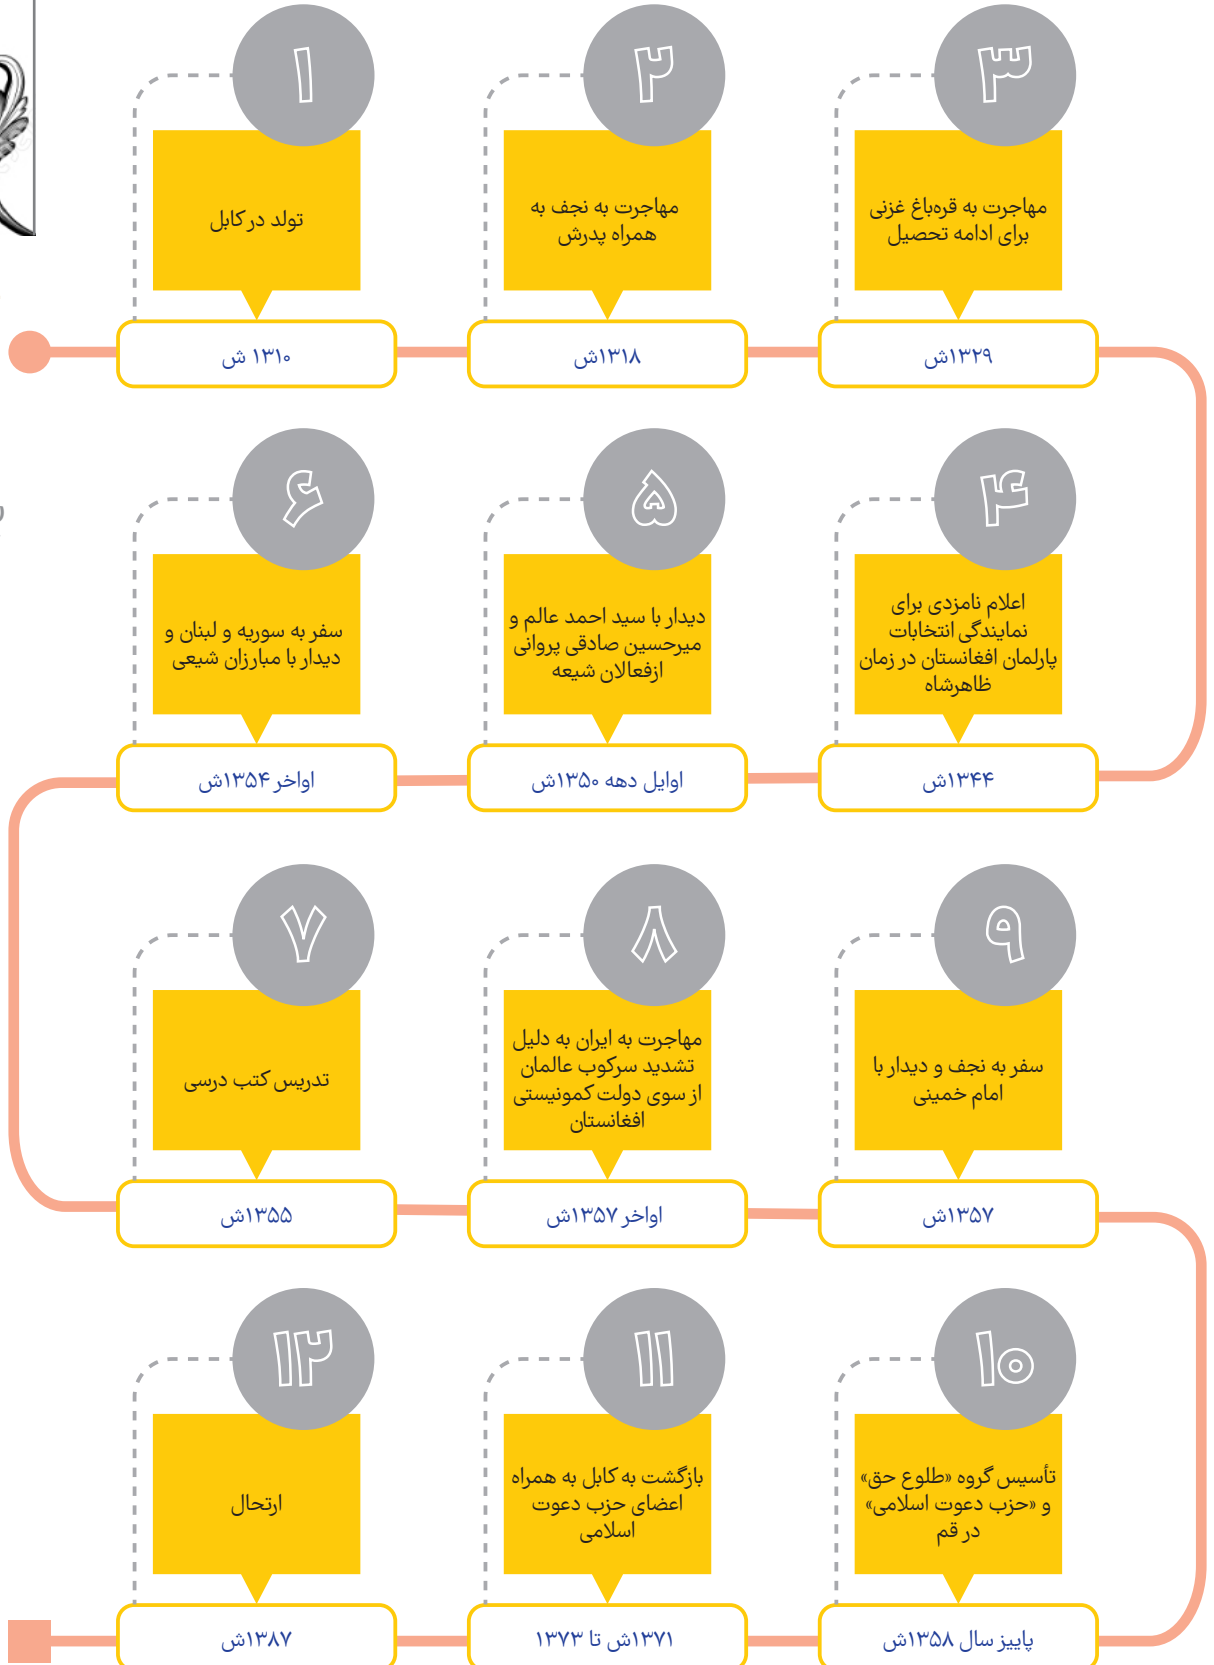 ۱
تولد در کابل
۱۳۱۰ ش
۲
مهاجرت به نجف به
همراه پدرش
۱۳۱۸ش
۳
مهاجرت به قره‌باغ غزنی
برای ادامه تحصیل
۱۳۲۹ش
۴
اعلام نامزدی برای
نمایندگی انتخابات
پارلمان افغانستان در زمان
ظاهرشاه
۱۳۴۴ش
۵
دیدار با سید احمد عالم و
میرحسین صادقی پروانی
ازفعالان شیعه
اوایل دهه ۱۳۵۰ش
۶
سفر به سوریه و لبنان و
دیدار با مبارزان شیعی
اواخر ۱۳۵۴ش
۷
تدریس کتب درسی
۱۳۵۵ش
۸
مهاجرت به ایران به دلیل
تشدید سرکوب عالمان
از سوی دولت کمونیستی
افغانستان
اواخر ۱۳۵۷ش
۹
سفر به نجف و دیدار با
امام خمینی
۱۳۵۷ش
۱۰
تأسیس گروه «طلوع حق»
و «حزب دعوت اسلامی»
در قم
پاییز سال ۱۳۵۸ش
۱۱
بازگشت به کابل به همراه
اعضای حزب دعوت
اسلامی
۱۳۷۱ش تا ۱۳۷۳
۱۲
ارتحال
۱۳۸۷ش